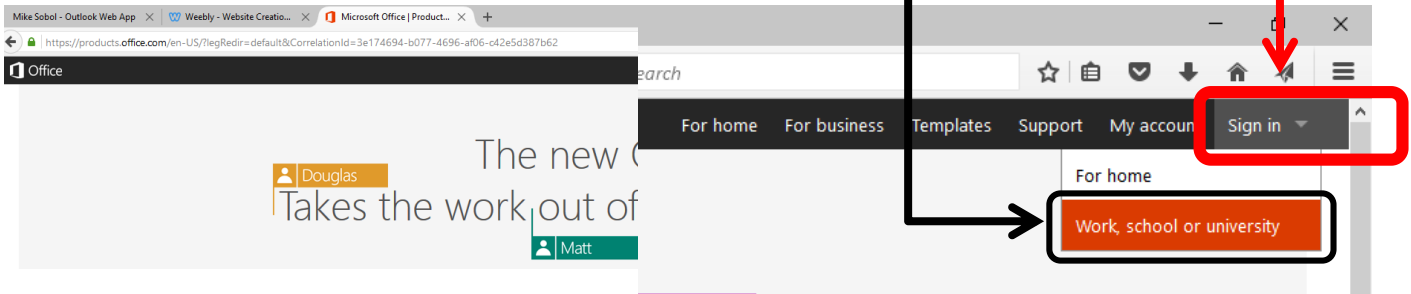 Mike Sobol - Outlook Web App
Weebly - Website Creatio...
Microsoft Office | Product...
https://products.office.com/en-US/?legRedir=default&CorrelationId=3e174694-b077-4696-af06-c42e5d387b62
Office
The new
Douglas
Takes the work out of
Matt
For home For business Templates Support My account Sign in
For home
Work, school or university